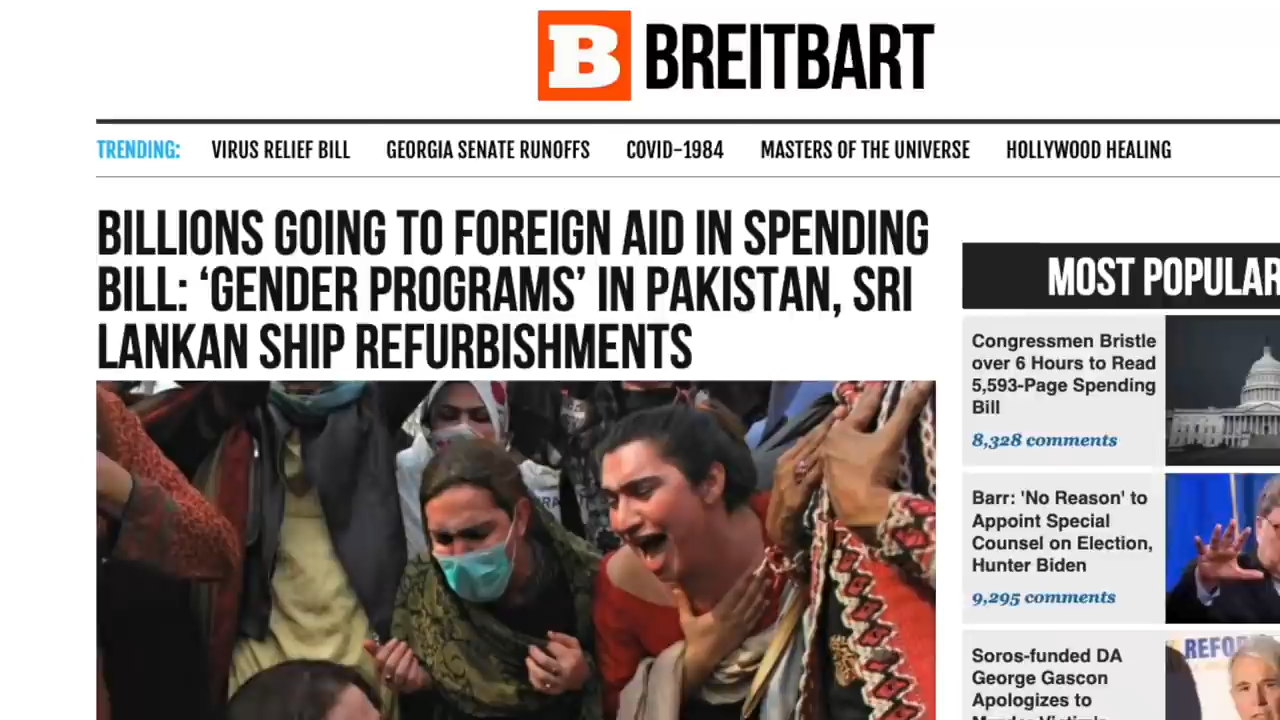 B BREITBART
TRENDING: VIRUS RELIEF BILL GEORGIA SENATE RUNOFFS COVID-1984 MASTERS OF THE UNIVERSE HOLLYWOOD HEALING
BILLIONS GOING TO FOREIGN AID IN SPENDING
BILL: ‘GENDER PROGRAMS’ IN PAKISTAN, SRI
LANKAN SHIP REFURBISHMENTS
MOST POPULAR
Congressmen Bristle
over 6 Hours to Read
5,593-Page Spending
Bill
8,328 comments
Barr: 'No Reason' to
Appoint Special
Counsel on Election,
Hunter Biden
9,295 comments
Soros-funded DA
George Gascon
Apologizes to
Murder Victim's